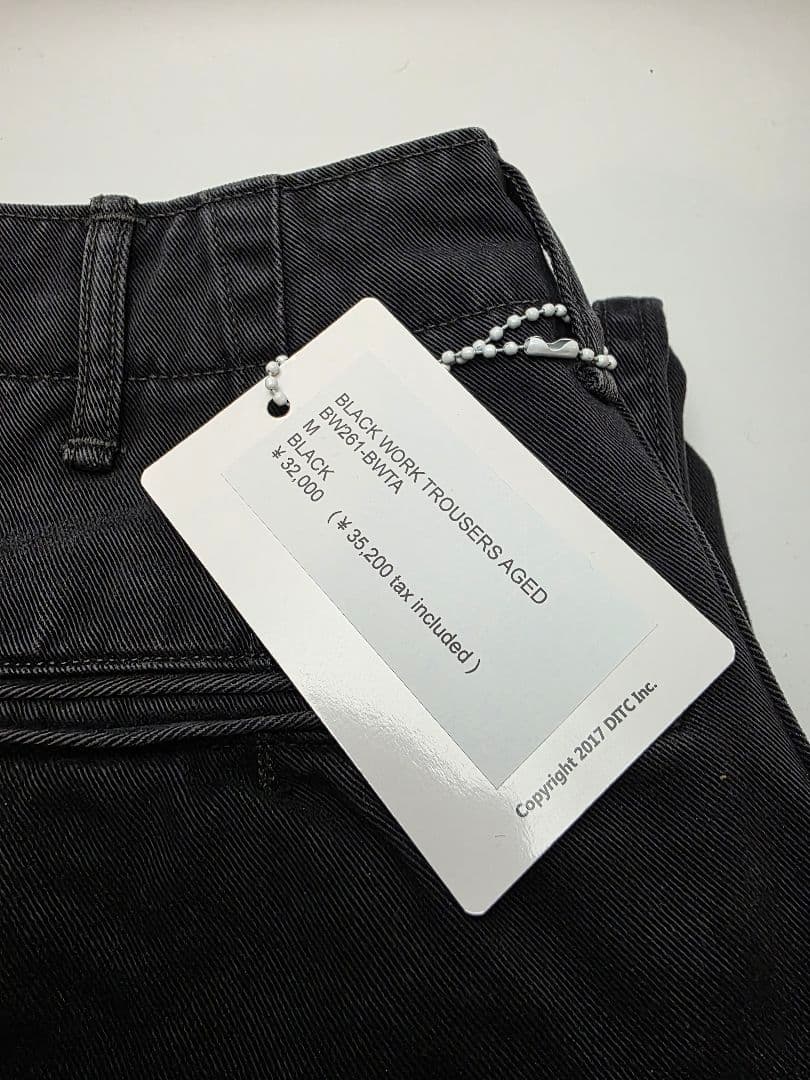 BLACK WORK TROUSERS AGED
BW261-BWTA
M
BLACK
￥32,000 (￥35,200 tax included)
Copyright 2017 DITC Inc.